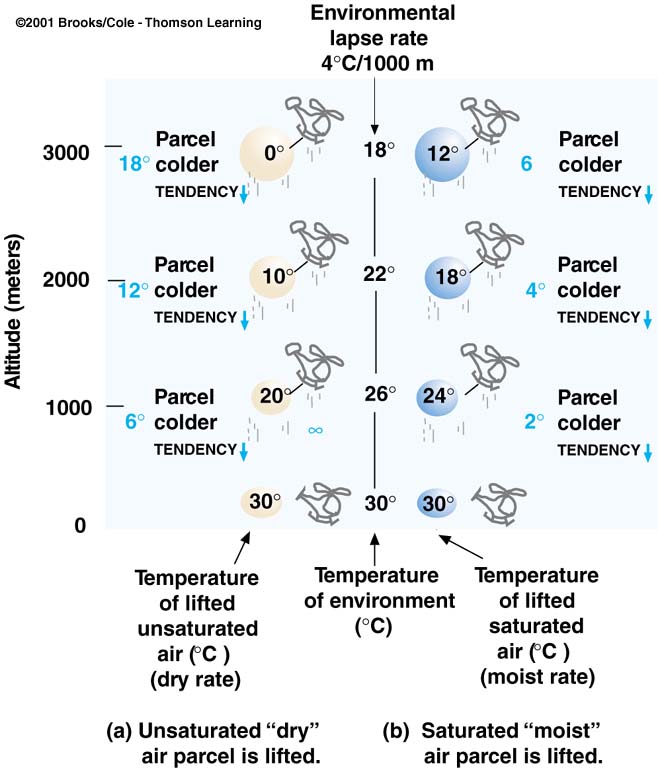 ©2001 Brooks/Cole - Thomson Learning
Environmental
lapse rate
4°C/1000 m
Altitude (meters)
3000
18°
Parcel
colder
TENDENCY
0°
18°
12°
6
Parcel
colder
TENDENCY
2000
12°
Parcel
colder
TENDENCY
10°
22°
18°
4°
Parcel
colder
TENDENCY
1000
6°
Parcel
colder
TENDENCY
20°
∞
26°
24°
2°
Parcel
colder
TENDENCY
0
30°
30°
30°
Temperature
of lifted
unsaturated
air (°C )
(dry rate)
Temperature
of environment
(°C)
Temperature
of lifted
saturated
air (°C )
(moist rate)
(a) Unsaturated “dry”
air parcel is lifted.
(b) Saturated “moist”
air parcel is lifted.